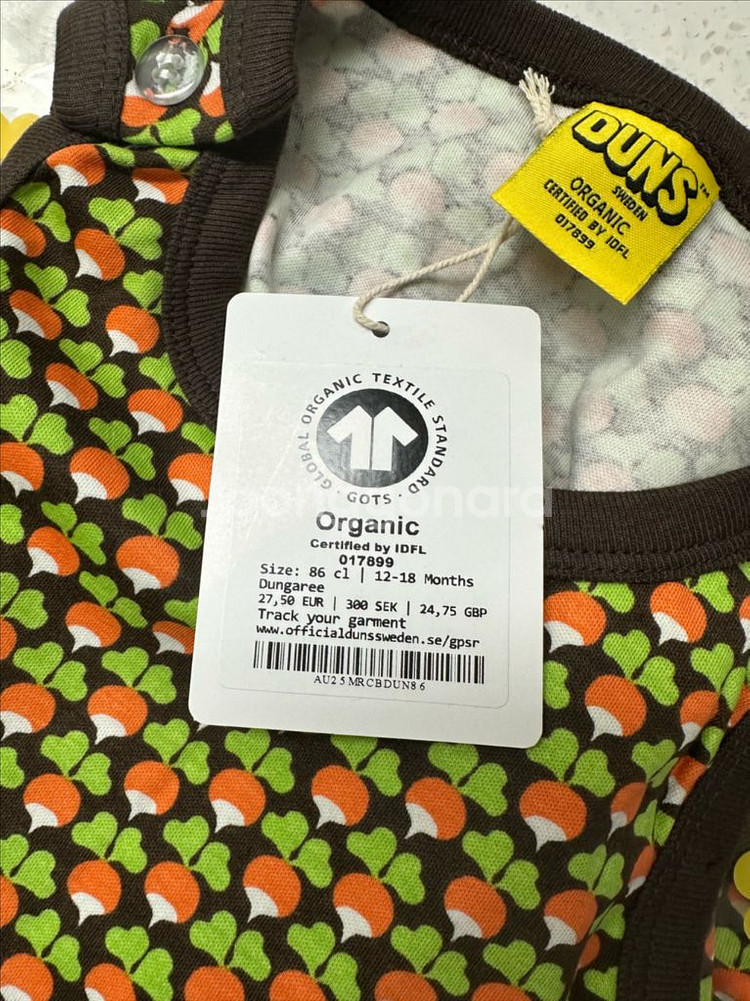 DUNS™
SWEDEN
ORGANIC
CERTIFIED BY IDFL
017899
GLOBAL ORGANIC TEXTILE STANDARD
· GOTS ·
Organic
Certified by IDFL
017899
Size: 86 cl | 12-18 Months
Dungaree
27,50 EUR | 300 SEK | 24,75 GBP
Track your garment
www.officialdunssweden.se/gpsr
AU25MRCBDUN86